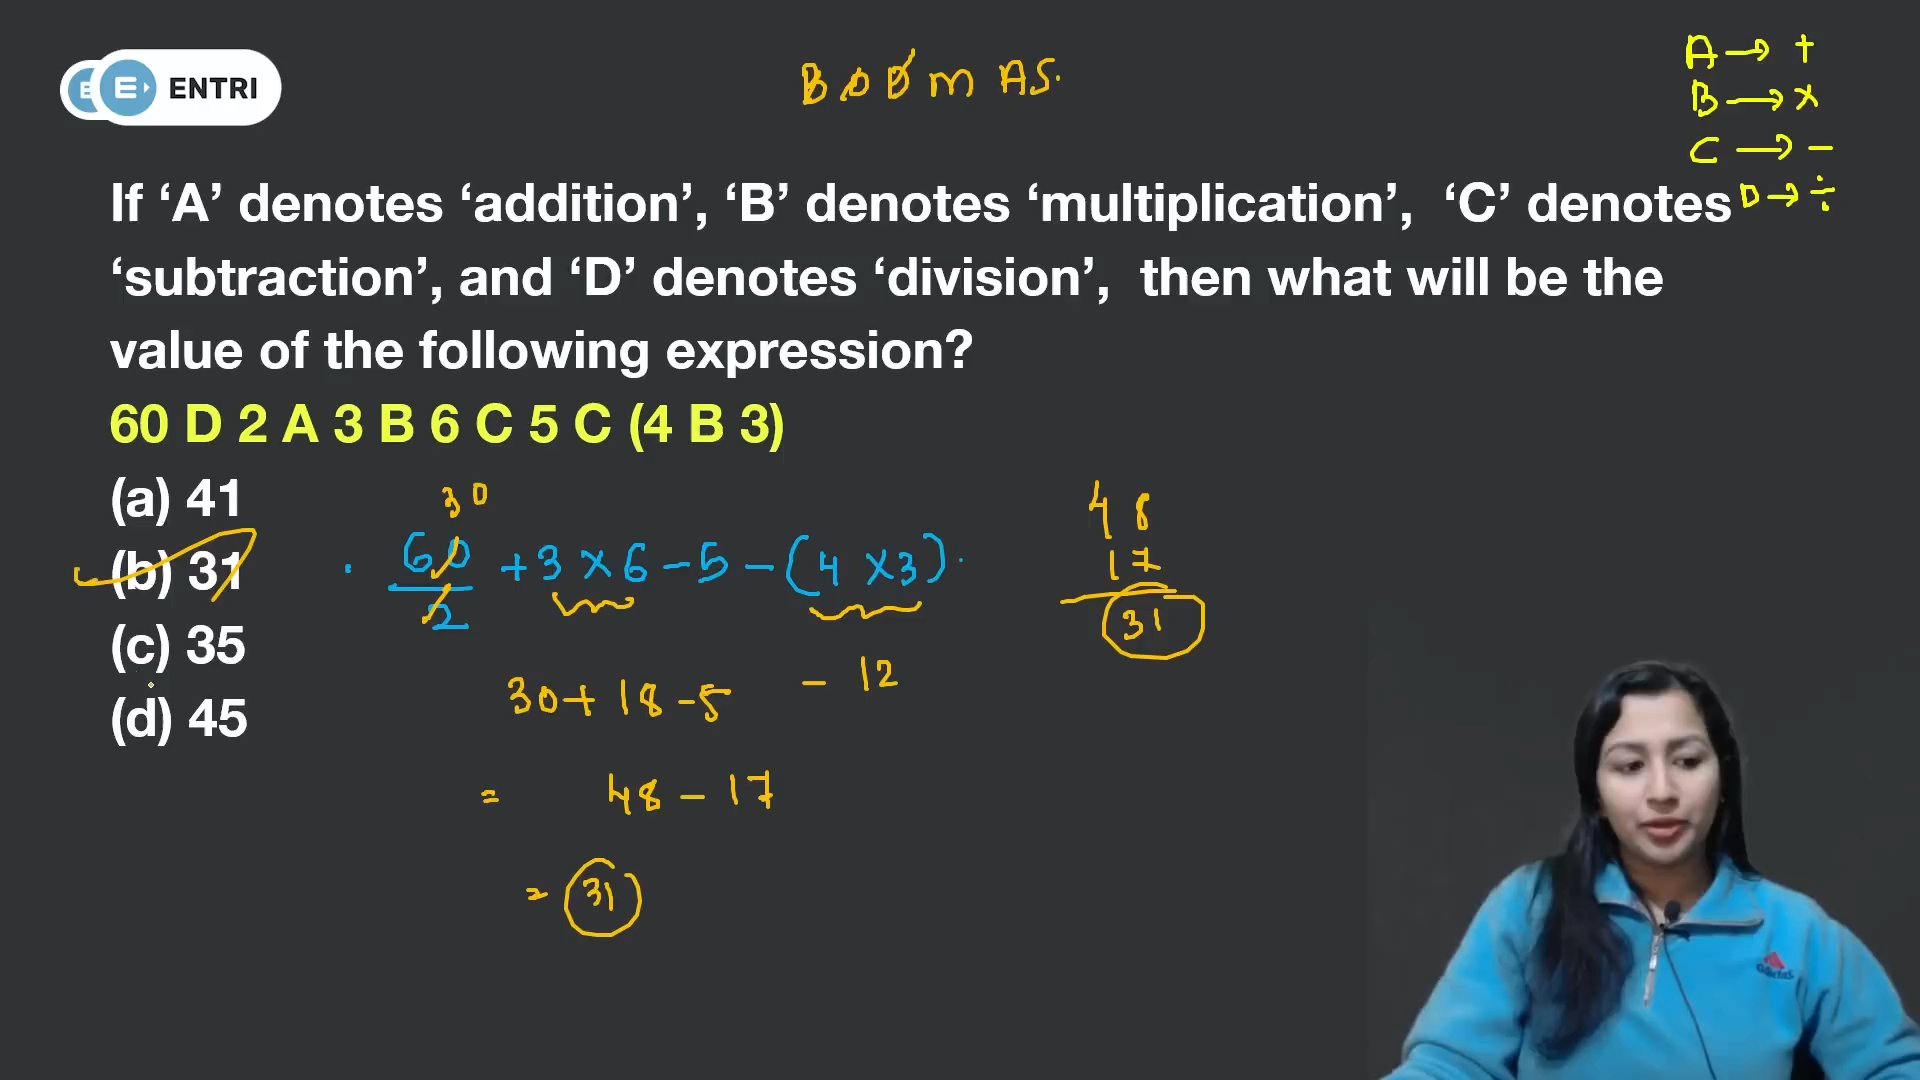 E ENTRI
BODMAS.
A → +
B → ×
C → −
D → ÷
If ‘A’ denotes ‘addition’, ‘B’ denotes ‘multiplication’, ‘C’ denotes
‘subtraction’, and ‘D’ denotes ‘division’, then what will be the
value of the following expression?
60 D 2 A 3 B 6 C 5 C (4 B 3)
(a) 41
(b) 31
(c) 35
(d) 45
30
60/2 + 3 × 6 − 5 − (4 × 3)
30 + 18 − 5 − 12
= 48 − 17
= 31
48
17
31
adidas